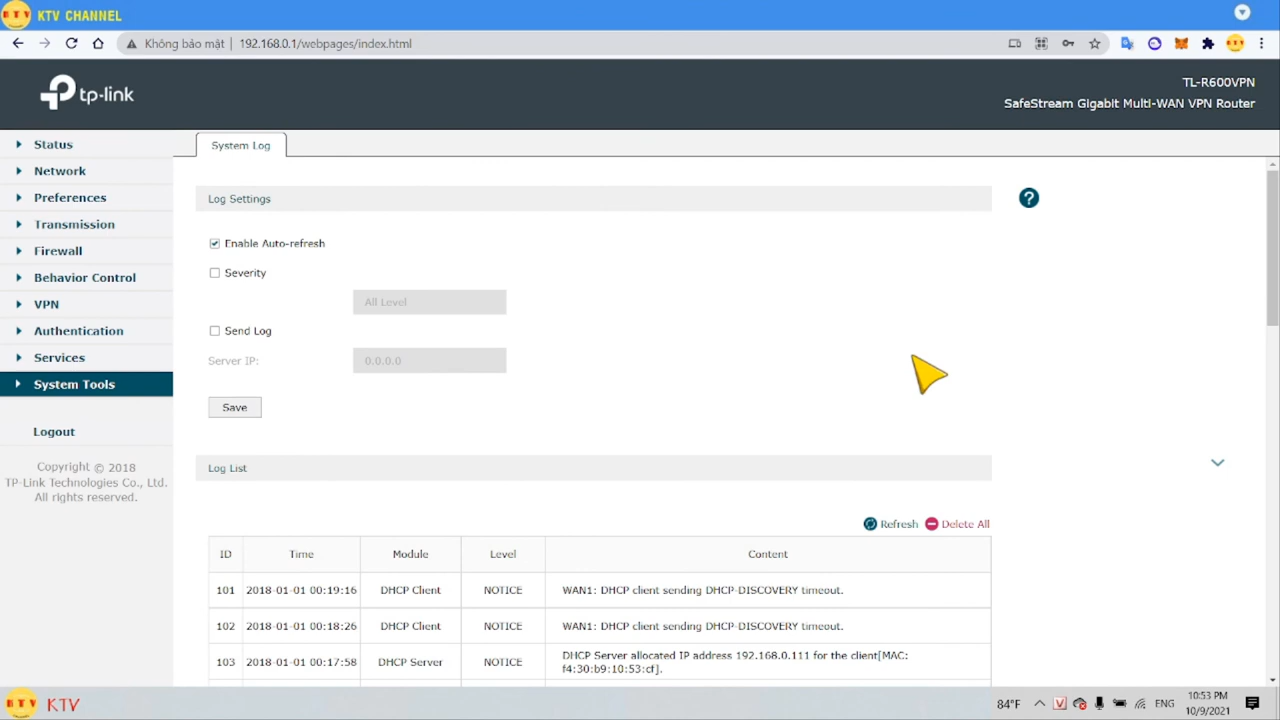 KTV CHANNEL
Không bảo mật | 192.168.0.1/webpages/index.html
tp-link
TL-R600VPN
SafeStream Gigabit Multi-WAN VPN Router
Status
Network
Preferences
Transmission
Firewall
Behavior Control
VPN
Authentication
Services
System Tools
Logout
Copyright © 2018
TP-Link Technologies Co., Ltd.
All rights reserved.
System Log
Log Settings
?
Enable Auto-refresh
Severity
All Level
Send Log
Server IP: 0.0.0.0
Save
Log List
Refresh Delete All
ID Time Module Level Content
101 2018-01-01 00:19:16 DHCP Client NOTICE WAN1: DHCP client sending DHCP-DISCOVERY timeout.
102 2018-01-01 00:18:26 DHCP Client NOTICE WAN1: DHCP client sending DHCP-DISCOVERY timeout.
103 2018-01-01 00:17:58 DHCP Server NOTICE DHCP Server allocated IP address 192.168.0.111 for the client[MAC:
f4:30:b9:10:53:cf].
KTV KTV
84°F V ENG 10:53 PM
10/9/2021